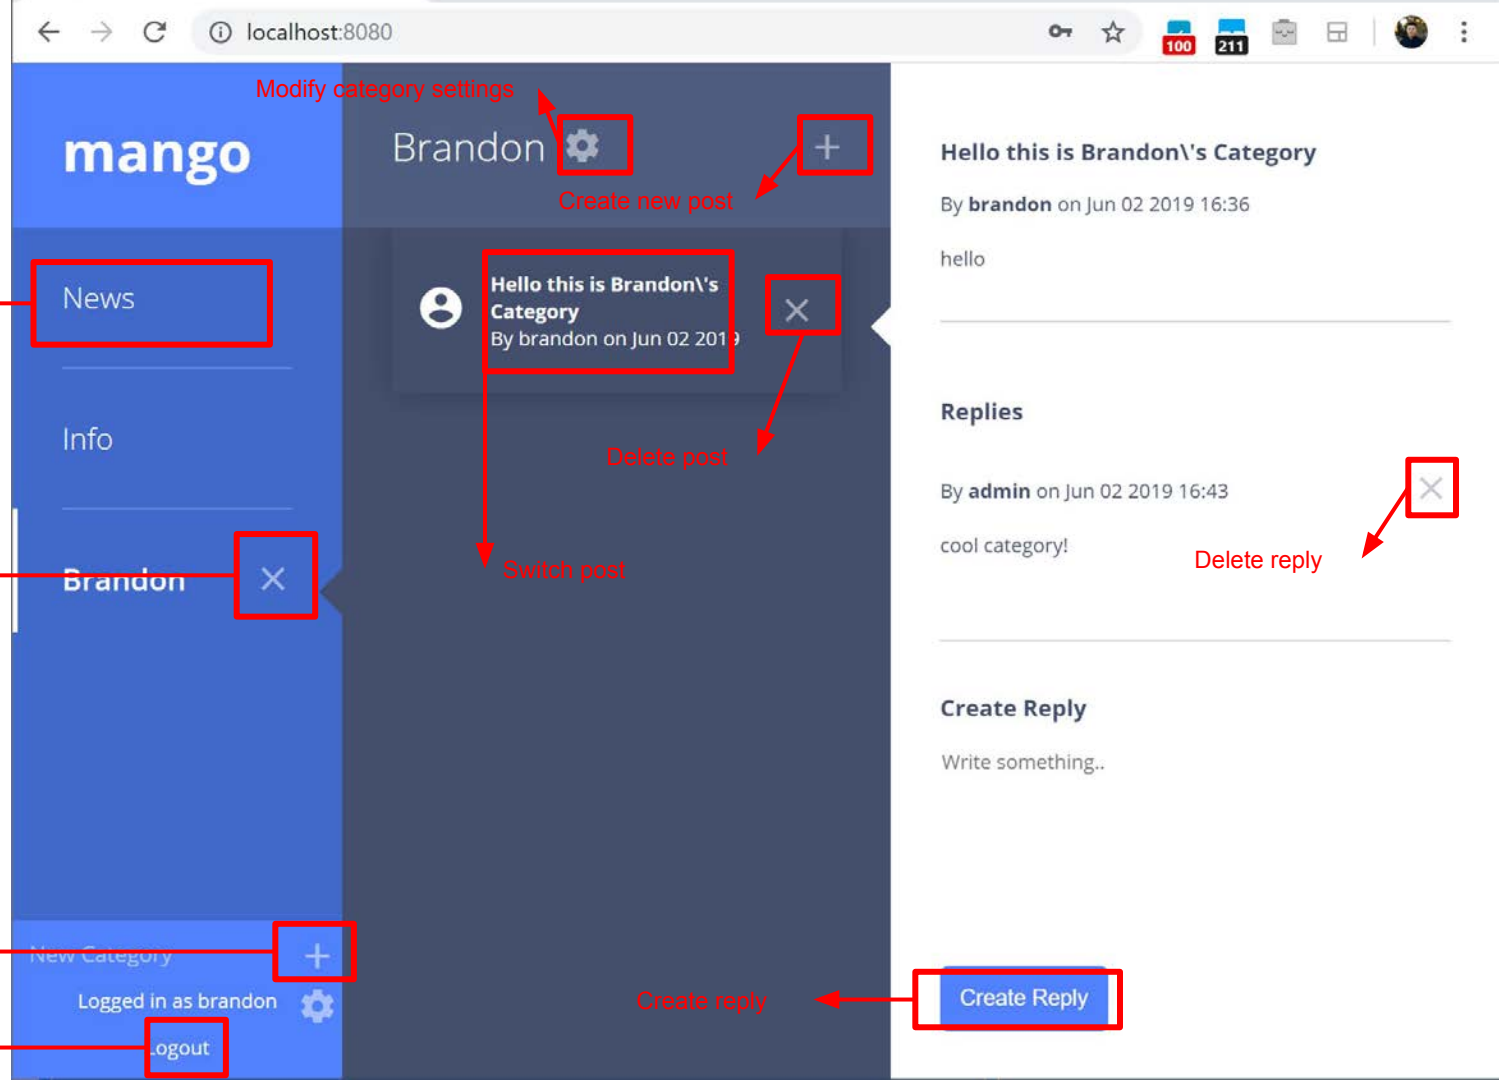 localhost:8080
100
211
Modify category settings
mango
Brandon
Create new post
News
Info
Brandon
New Category
Logged in as brandon
Logout
Hello this is Brandon\'s
Category
By brandon on Jun 02 2019
Delete post
Switch post
Hello this is Brandon\'s Category
By brandon on Jun 02 2019 16:36
hello
Replies
By admin on Jun 02 2019 16:43
cool category!
Delete reply
Create Reply
Write something..
Create reply
Create Reply